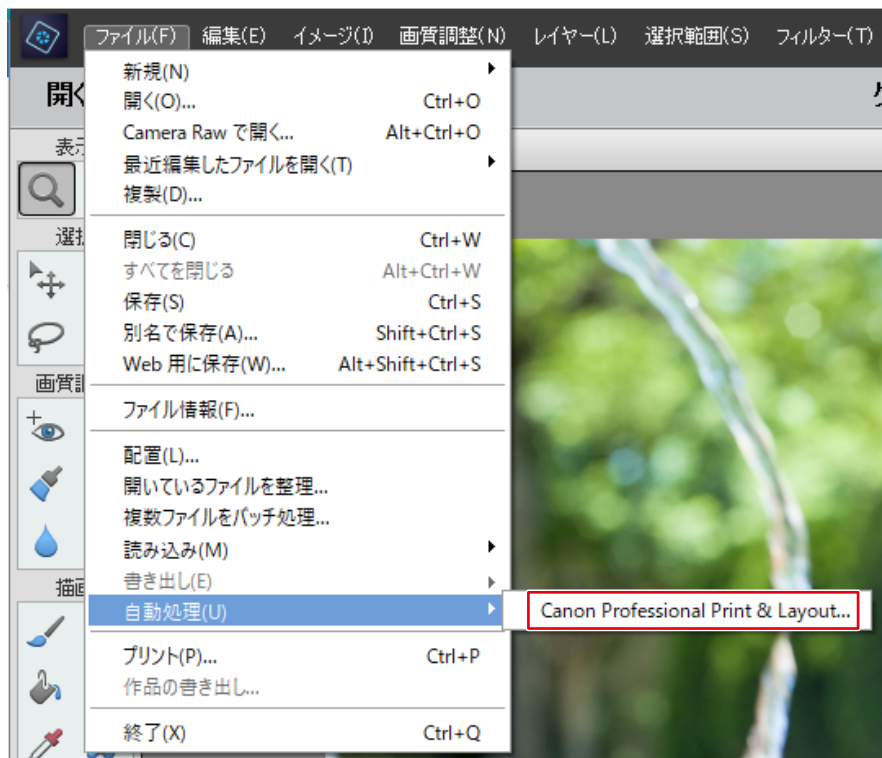 ファイル(F) 編集(E) イメージ(I) 画質調整(N) レイヤー(L) 選択範囲(S) フィルター(T)
開く
表示
選択
画質調
描画
新規(N)
開く(O)... Ctrl+O
Camera Raw で開く... Alt+Ctrl+O
最近編集したファイルを開く(T)
複製(D)...
閉じる(C) Ctrl+W
すべてを閉じる Alt+Ctrl+W
保存(S) Ctrl+S
別名で保存(A)... Shift+Ctrl+S
Web 用に保存(W)... Alt+Shift+Ctrl+S
ファイル情報(F)...
配置(L)...
開いているファイルを整理...
複数ファイルをバッチ処理...
読み込み(M)
書き出し(E)
自動処理(U)
Canon Professional Print & Layout...
プリント(P)... Ctrl+P
作品の書き出し...
終了(X) Ctrl+Q